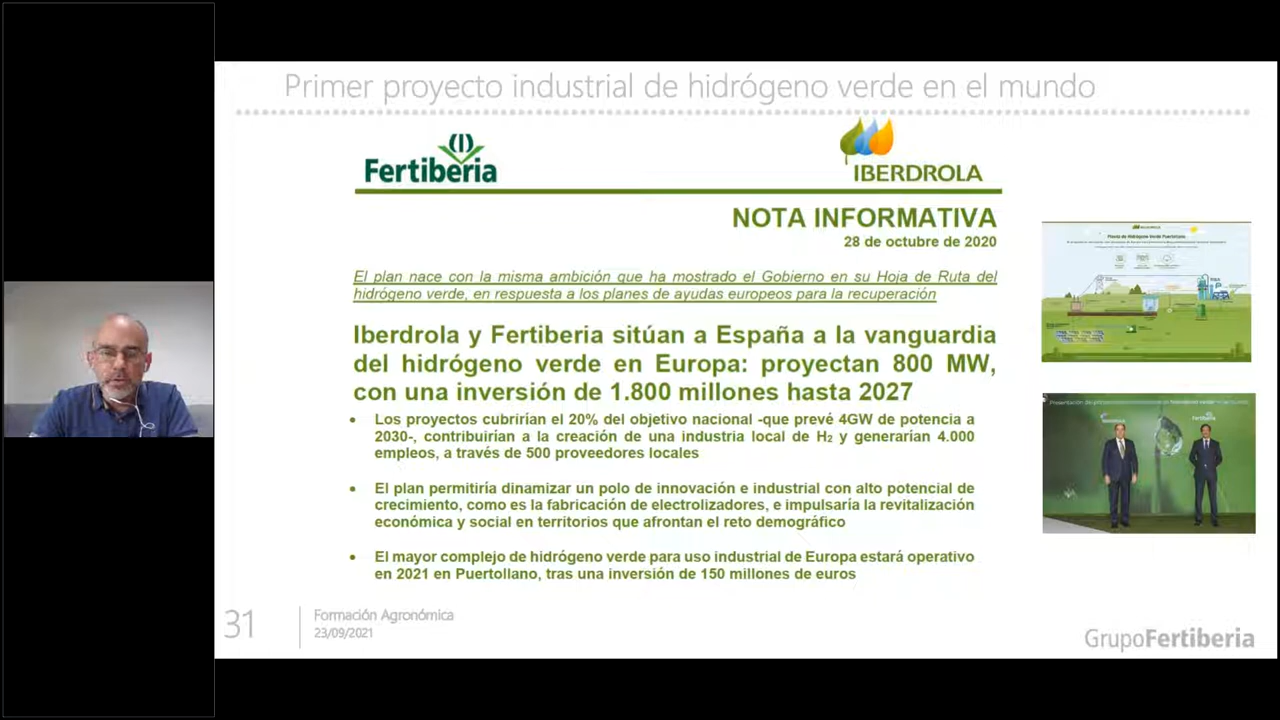 Primer proyecto industrial de hidrógeno verde en el mundo
Fertiberia
IBERDROLA
NOTA INFORMATIVA
28 de octubre de 2020
El plan nace con la misma ambición que ha mostrado el Gobierno en su Hoja de Ruta del
hidrógeno verde, en respuesta a los planes de ayudas europeos para la recuperación
Iberdrola y Fertiberia sitúan a España a la vanguardia
del hidrógeno verde en Europa: proyectan 800 MW,
con una inversión de 1.800 millones hasta 2027
• Los proyectos cubrirían el 20% del objetivo nacional -que prevé 4GW de potencia a
2030-, contribuirían a la creación de una industria local de H₂ y generarían 4.000
empleos, a través de 500 proveedores locales
• El plan permitiría dinamizar un polo de innovación e industrial con alto potencial de
crecimiento, como es la fabricación de electrolizadores, e impulsaría la revitalización
económica y social en territorios que afrontan el reto demográfico
• El mayor complejo de hidrógeno verde para uso industrial de Europa estará operativo
en 2021 en Puertollano, tras una inversión de 150 millones de euros
Planta de Hidrógeno Verde Puertollano
Fertiberia
31
Formación Agronómica
23/09/2021
GrupoFertiberia